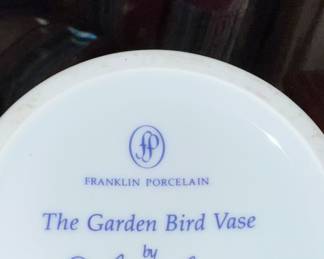 FP
FRANKLIN PORCELAIN
The Garden Bird Vase
by